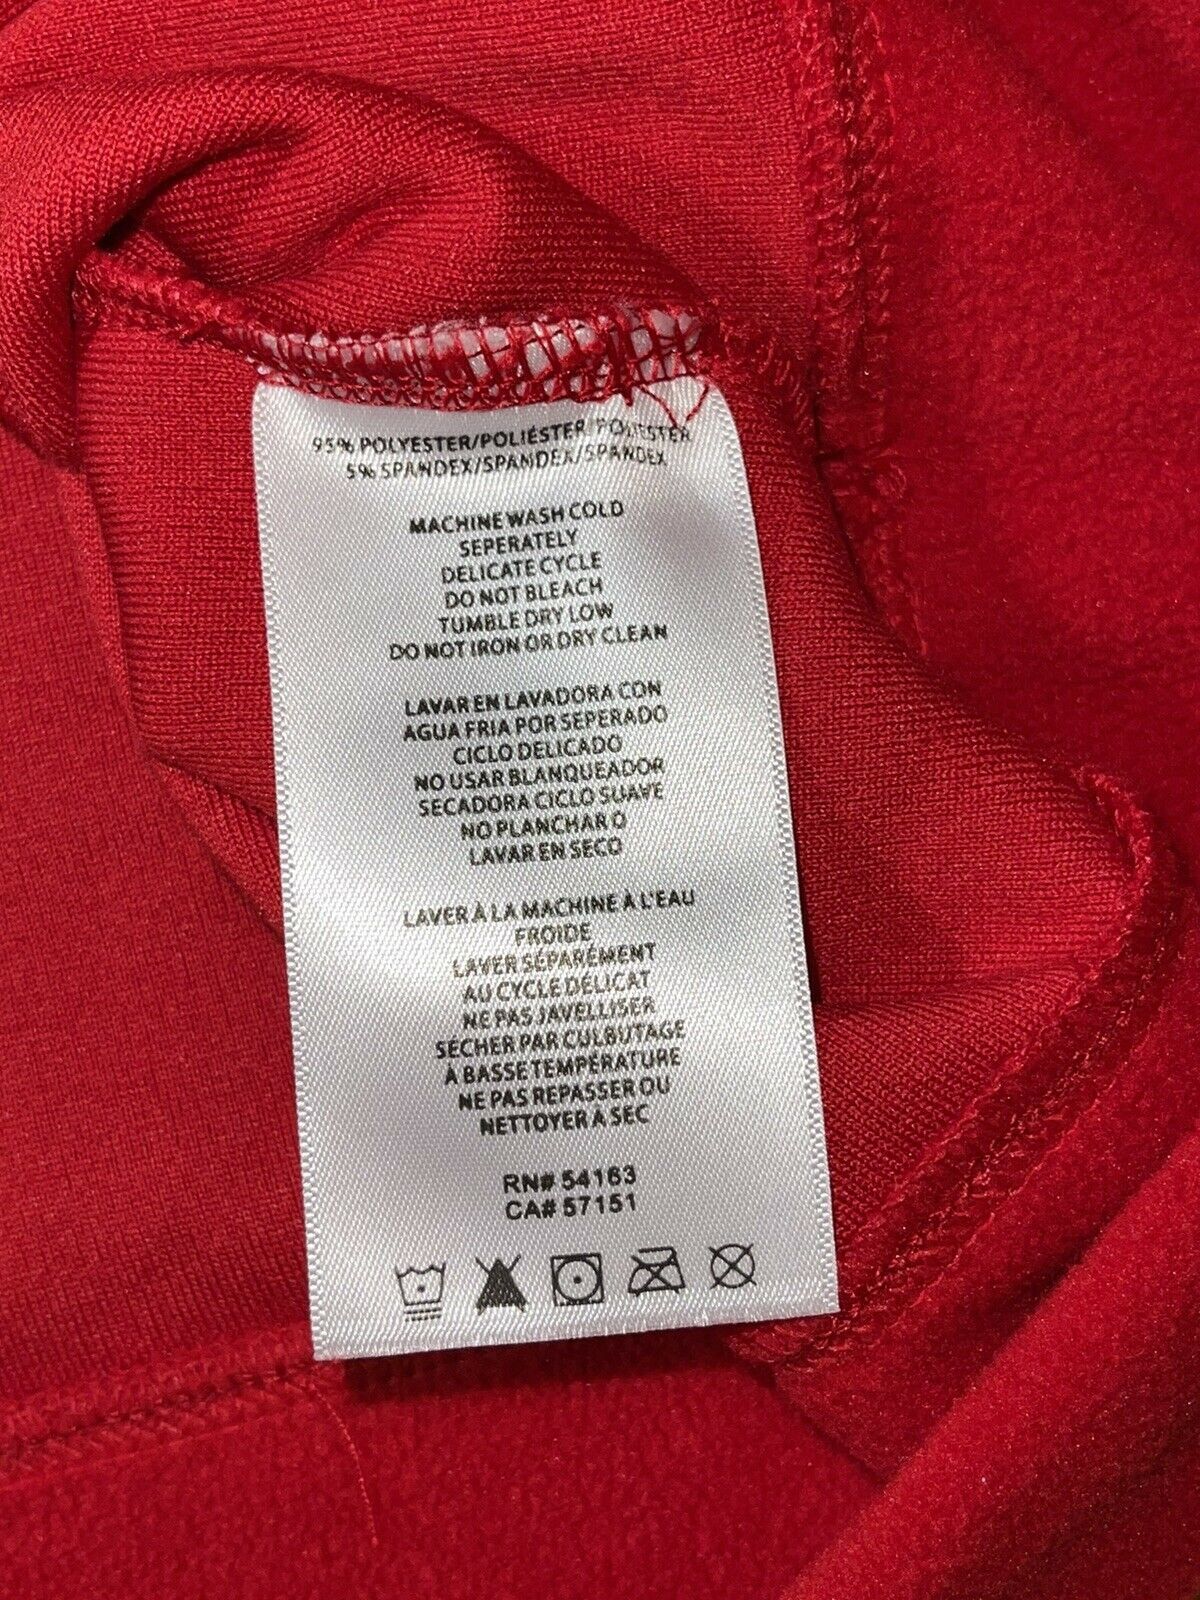 95% POLYESTER/POLIÉSTER/POLYESTER
5% SPANDEX/SPANDEX/SPANDEX
MACHINE WASH COLD
SEPERATELY
DELICATE CYCLE
DO NOT BLEACH
TUMBLE DRY LOW
DO NOT IRON OR DRY CLEAN
LAVAR EN LAVADORA CON
AGUA FRIA POR SEPERADO
CICLO DELICADO
NO USAR BLANQUEADOR
SECADORA CICLO SUAVE
NO PLANCHAR O
LAVAR EN SECO
LAVER À LA MACHINE À L'EAU
FROIDE
LAVER SÉPARÉMENT
AU CYCLE DÉLICAT
NE PAS JAVELLISER
SÉCHER PAR CULBUTAGE
À BASSE TEMPÉRATURE
NE PAS REPASSER OU
NETTOYER A SEC
RN# 54163
CA# 57151